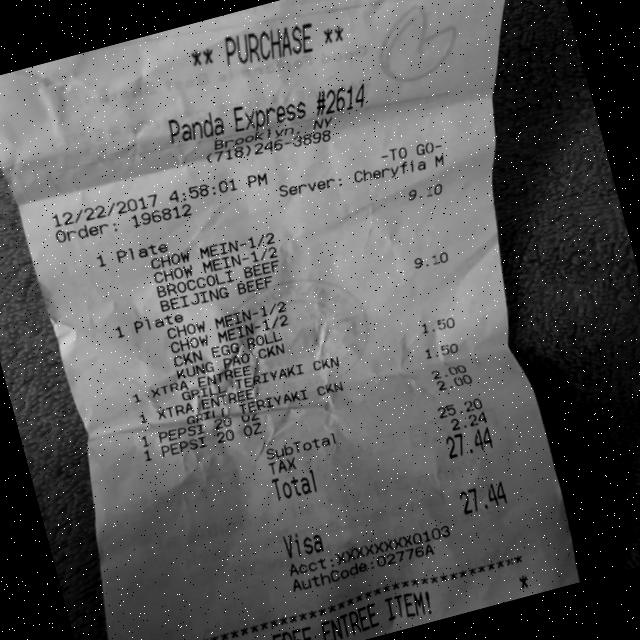 ** PURCHASE **
Panda Express #2614
Brooklyn, NY
(718)246-3898
-TO GO-
12/22/2017 4:58:01 PM
Server: Cheryfia M
Order: 196812
1 Plate 9.10
CHOW MEIN-1/2
CHOW MEIN-1/2
BROCCOLI BEEF
BEIJING BEEF
1 Plate 9.10
CHOW MEIN-1/2
CHOW MEIN-1/2
CKN EGG ROLL
KUNG PAO CKN
1 XTRA ENTREE 1.50
GRILL TERIYAKI CKN
1 XTRA ENTREE 1.50
GRILL TERIYAKI CKN
1 PEPSI 20 OZ 2.00
1 PEPSI 20 OZ 2.00
SubTotal 25.20
TAX 2.24
Total 27.44
Visa 27.44
Acct:XXXXXXXX0103
AuthCode:02776A
FREE ENTREE ITEM! *